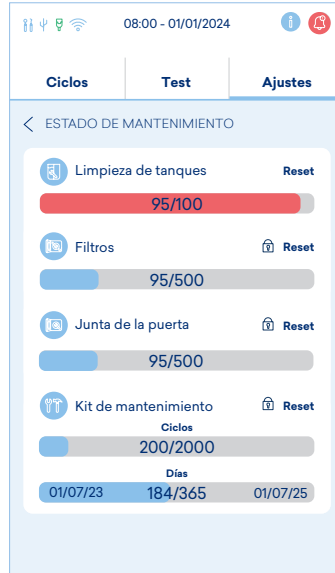 08:00 - 01/01/2024
Ciclos Test Ajustes
ESTADO DE MANTENIMIENTO
Limpieza de tanques Reset
95/100
Filtros Reset
95/500
Junta de la puerta Reset
95/500
Kit de mantenimiento Reset
Ciclos
200/2000
Días
01/07/23 184/365 01/07/25